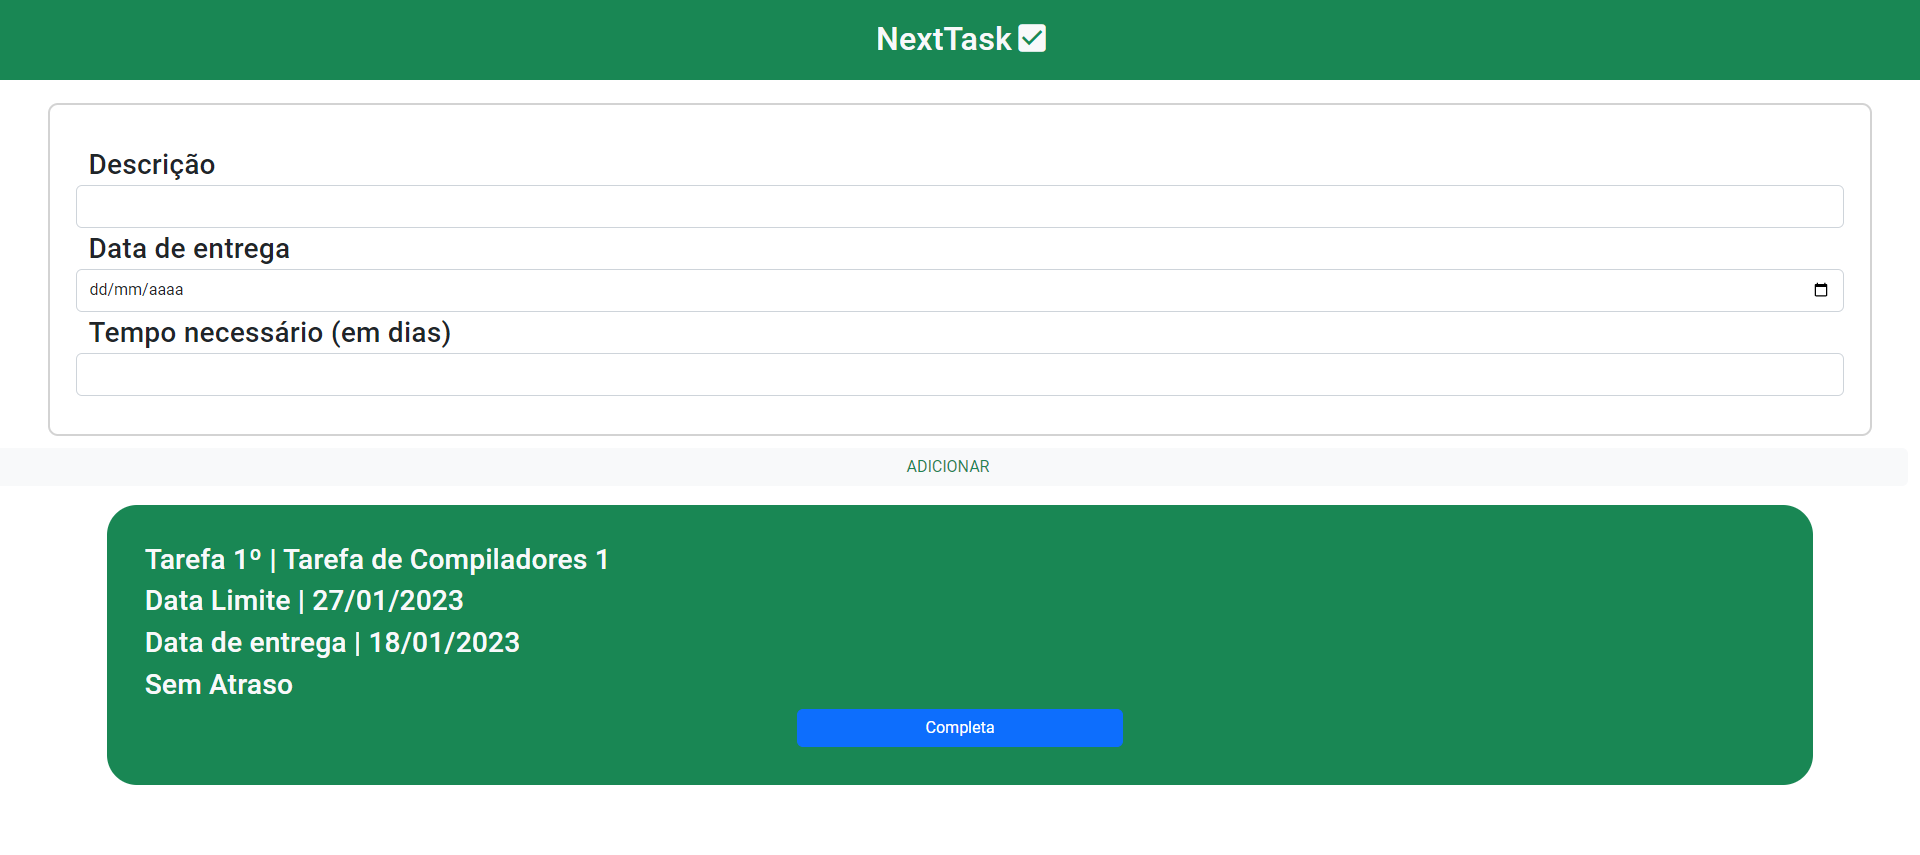 NextTask
Descrição
Data de entrega
dd/mm/aaaa
Tempo necessário (em dias)
ADICIONAR
Tarefa 1º | Tarefa de Compiladores 1
Data Limite | 27/01/2023
Data de entrega | 18/01/2023
Sem Atraso
Completa